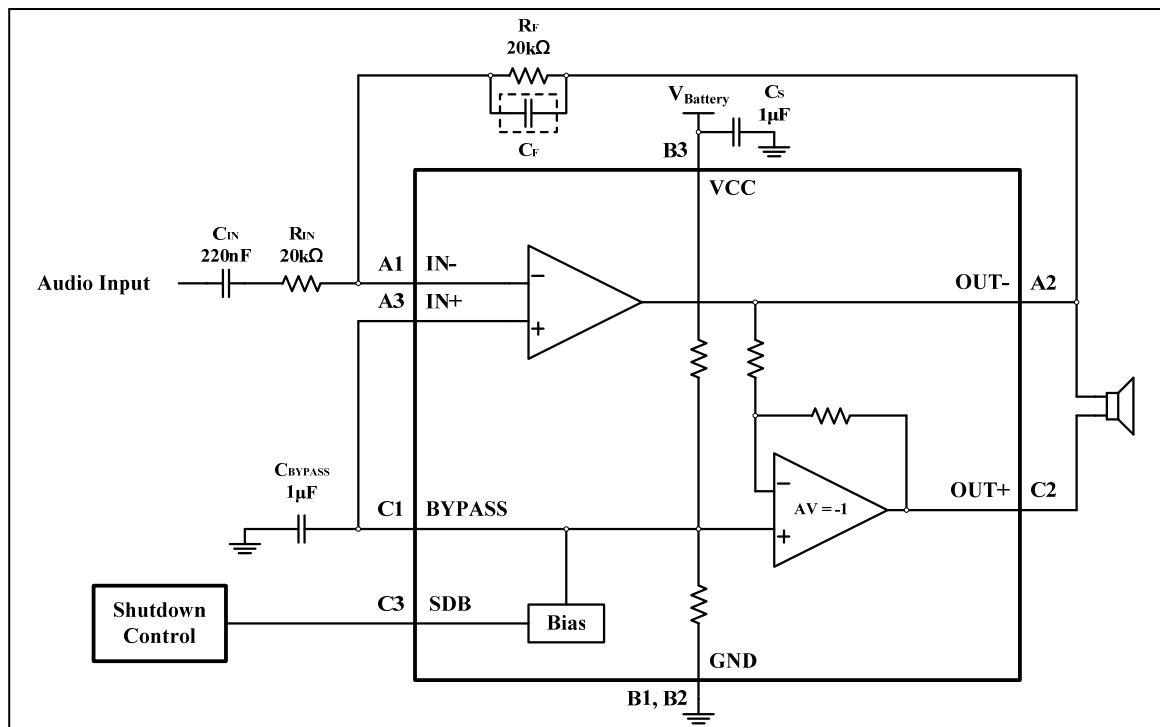 RF
20kΩ
CF
VBattery
CS
1μF
B3
VCC
CIN
220nF
RIN
20kΩ
Audio Input
A1
IN-
A3
IN+
−
+
OUT-
A2
CBYPASS
1μF
C1
BYPASS
−
AV = -1
+
OUT+
C2
Shutdown
Control
C3
SDB
Bias
GND
B1, B2